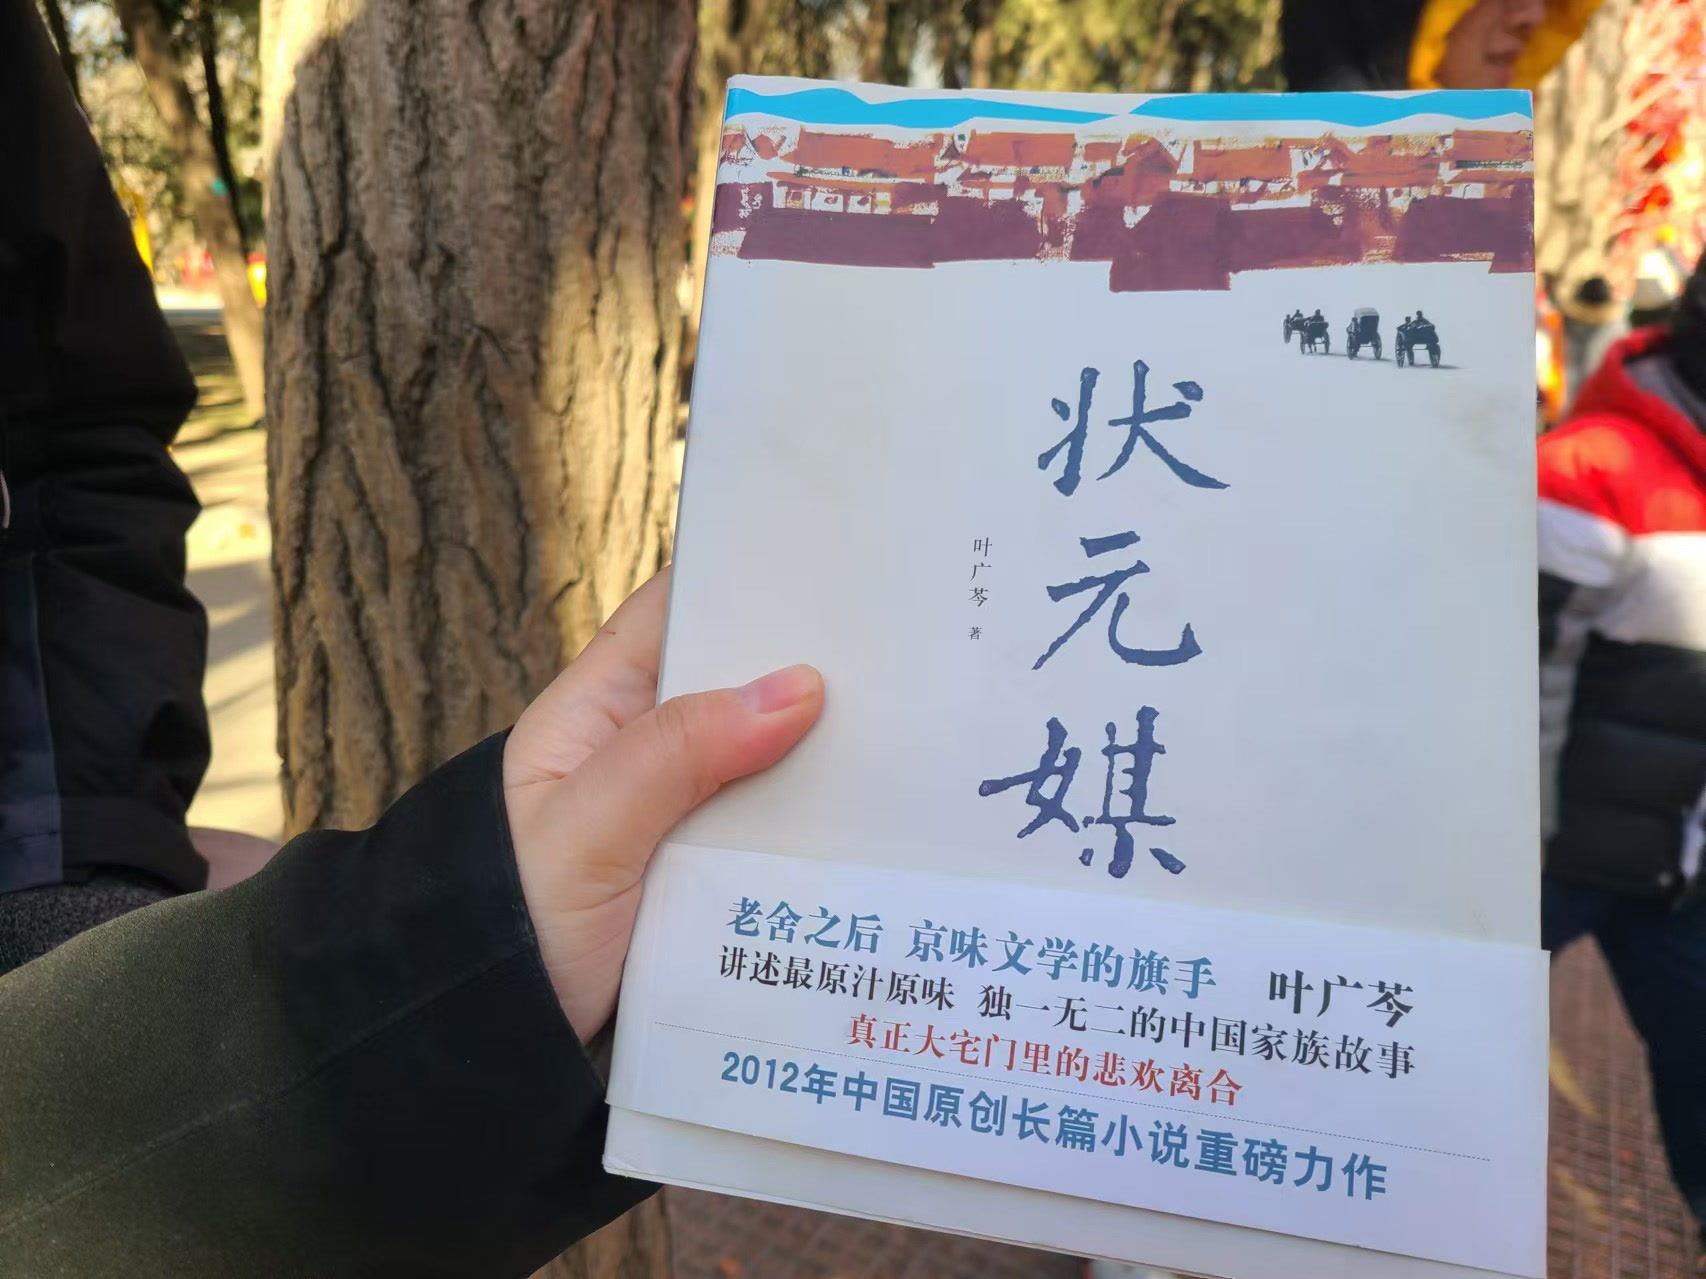 状元媒
叶广芩 著
老舍之后 京味文学的旗手 叶广芩
讲述最原汁原味 独一无二的中国家族故事
真正大宅门里的悲欢离合
2012年中国原创长篇小说重磅力作